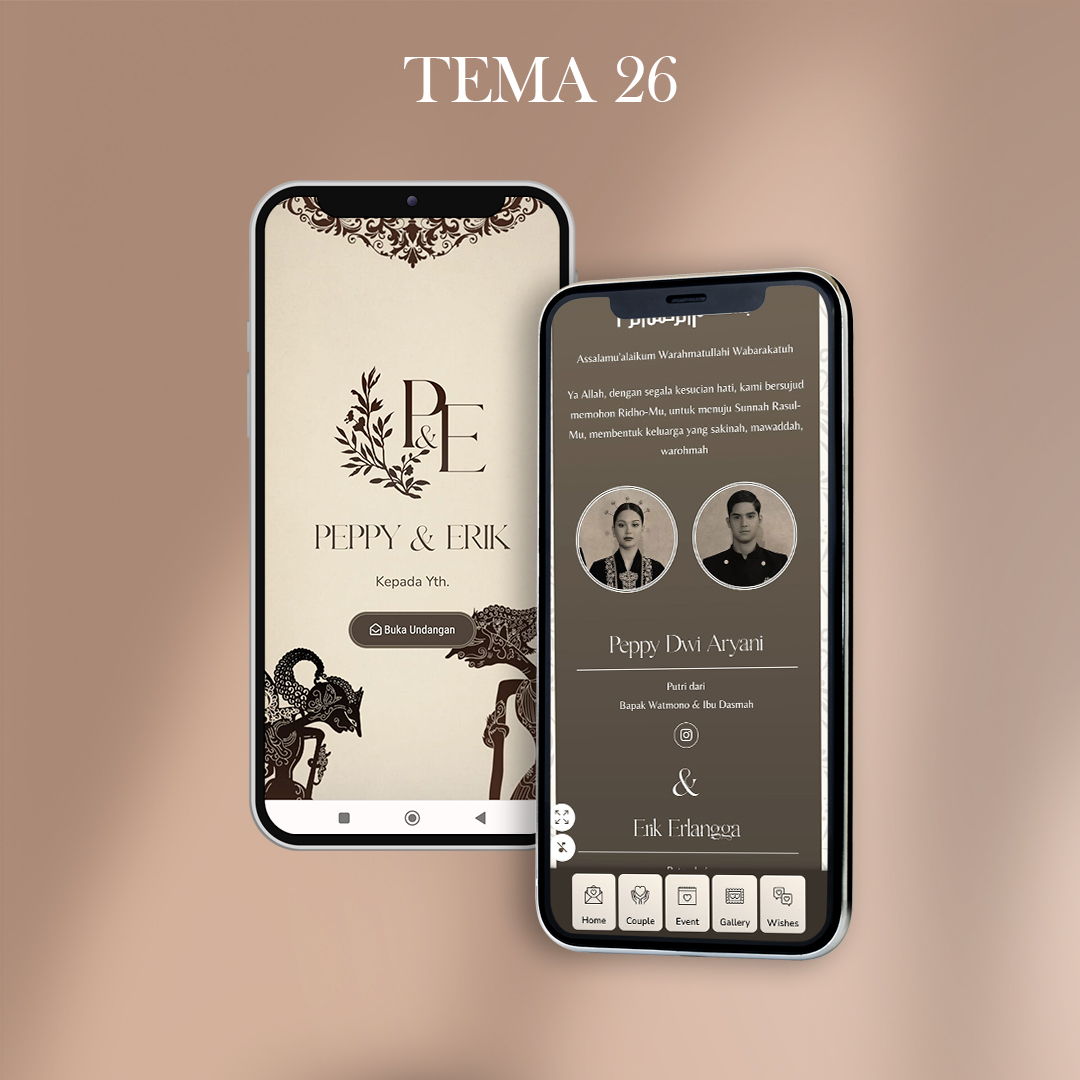 TEMA 26
P&E
PEPPY & ERIK
Kepada Yth.
Buka Undangan
Assalamu'alaikum Warahmatullahi Wabarakatuh
Ya Allah, dengan segala kesucian hati, kami bersujud
memohon Ridho-Mu, untuk menuju Sunnah Rasul-
Mu, membentuk keluarga yang sakinah, mawaddah,
warohmah
Peppy Dwi Aryani
Putri dari
Bapak Watmono & Ibu Dasmah
&
Erik Erlangga
Home
Couple
Event
Gallery
Wishes